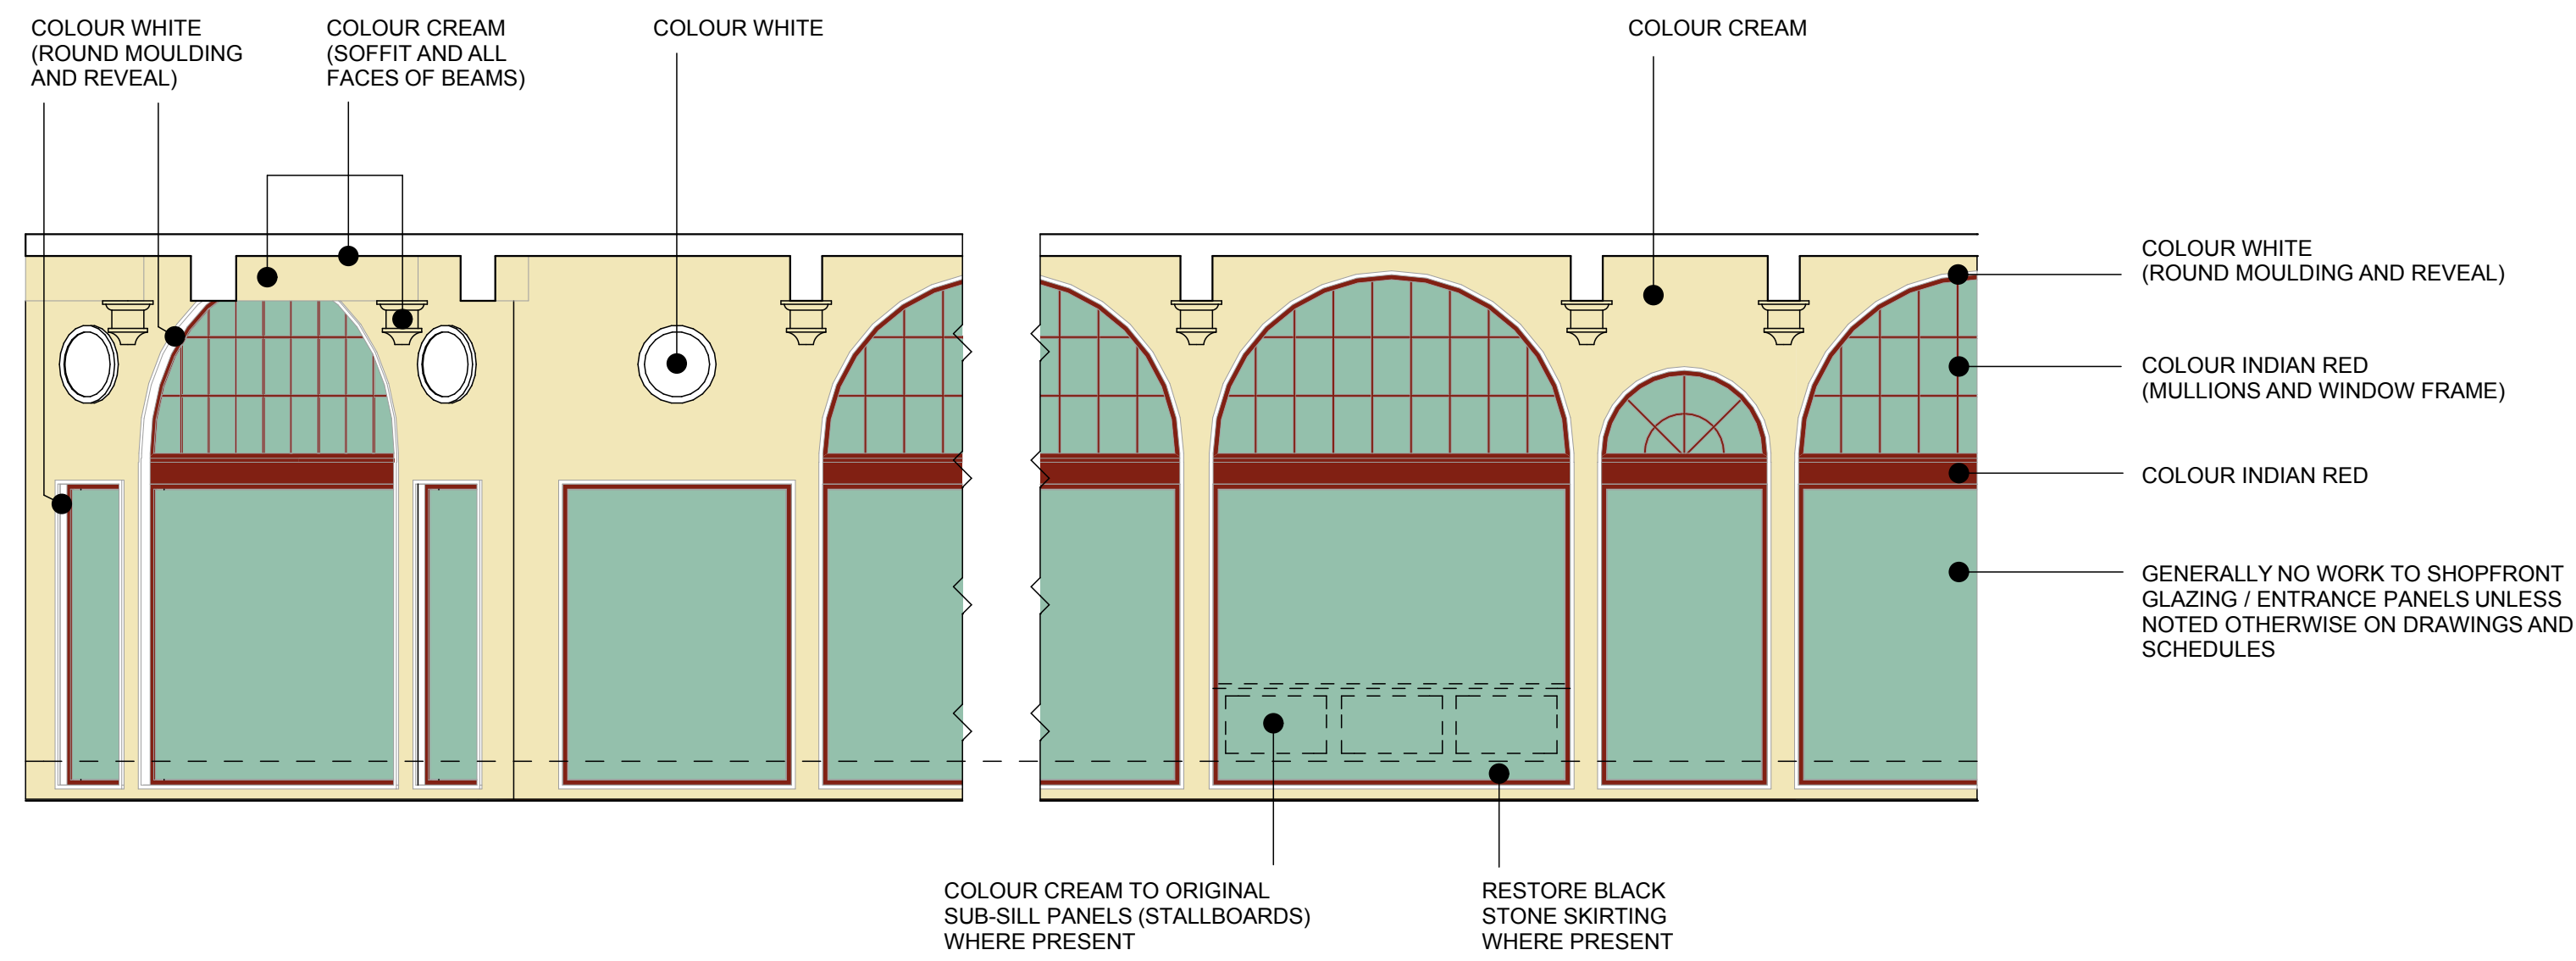 COLOUR WHITE
(ROUND MOULDING
AND REVEAL)
COLOUR CREAM
(SOFFIT AND ALL
FACES OF BEAMS)
COLOUR WHITE
COLOUR CREAM
COLOUR WHITE
(ROUND MOULDING AND REVEAL)
COLOUR INDIAN RED
(MULLIONS AND WINDOW FRAME)
COLOUR INDIAN RED
GENERALLY NO WORK TO SHOPFRONT
GLAZING / ENTRANCE PANELS UNLESS
NOTED OTHERWISE ON DRAWINGS AND
SCHEDULES
COLOUR CREAM TO ORIGINAL
SUB-SILL PANELS (STALLBOARDS)
WHERE PRESENT
RESTORE BLACK
STONE SKIRTING
WHERE PRESENT